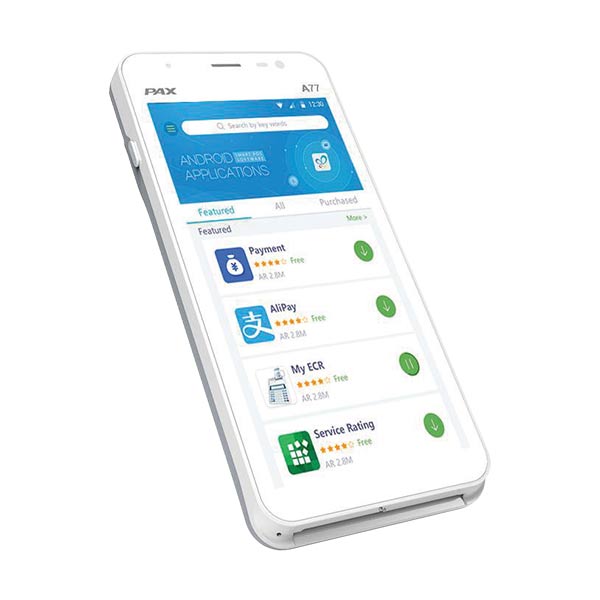 PAX A77
12:30
Search by key words
ANDROID SMART POS SOFTWARE
APPLICATIONS
Featured All Purchased
Featured More >
Payment
Free
AR 2.8M
AliPay
支
Free
AR 2.8M
My ECR
Free
AR 2.8M
Service Rating
Free
AR 2.8M